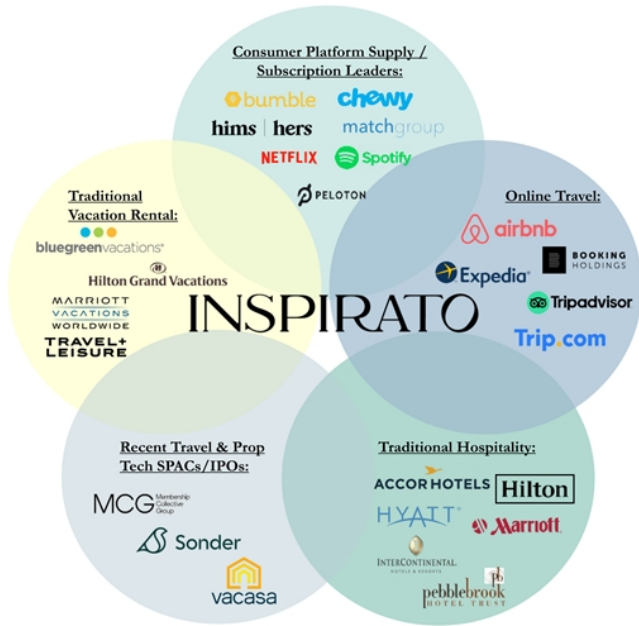 Consumer Platform Supply /
Subscription Leaders:
bumble chewy
hims | hers matchgroup
NETFLIX Spotify
PELOTON
Traditional
Vacation Rental:
bluegreenvacations®
Hilton Grand Vacations
MARRIOTT
VACATIONS
WORLDWIDE
TRAVEL+
LEISURE
Online Travel:
airbnb
BOOKING
HOLDINGS
Expedia®
Tripadvisor
Trip.com
INSPIRATO
Recent Travel & Prop
Tech SPACs/IPOs:
MCG Membership
Collective
Group
Sonder
vacasa
Traditional Hospitality:
ACCORHOTELS
Hilton
HYATT®
Marriott.
INTERCONTINENTAL.
HOTELS & RESORTS
pb
pebblebrook
HOTEL TRUST